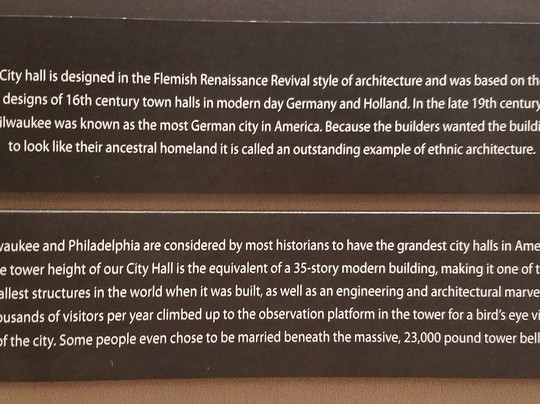 City hall is designed in the Flemish Renaissance Revival style of architecture and was based on the
designs of 16th century town halls in modern day Germany and Holland. In the late 19th century
ilwaukee was known as the most German city in America. Because the builders wanted the buildi
to look like their ancestral homeland it is called an outstanding example of ethnic architecture.
vaukee and Philadelphia are considered by most historians to have the grandest city halls in Ame
e tower height of our City Hall is the equivalent of a 35-story modern building, making it one of t
allest structures in the world when it was built, as well as an engineering and architectural marve
ousands of visitors per year climbed up to the observation platform in the tower for a bird's eye vi
of the city. Some people even chose to be married beneath the massive, 23,000 pound tower bell